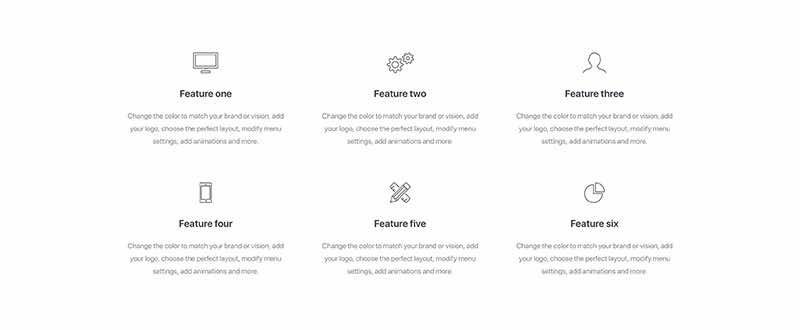 Feature one
Feature two
Feature three
Change the color to match your brand or vision, add
your logo, choose the perfect layout, modify menu
settings, add animations and more.
Change the color to match your brand or vision, add
your logo, choose the perfect layout, modify menu
settings, add animations and more
Change the color to match your brand or vision, add
your logo, choose the perfect layout, modify menu
settings, add animations and more.
Feature four
Feature five
Feature six
Change the color to match your brand or vision, add
your logo, choose the perfect layout, modify menu
settings, add animations and more.
Change the color to match your brand or vision, add
your logo, choose the perfect layout, modify menu
settings, add animations and more.
Change the color to match your brand or vision, add
your logo, choose the perfect layout, modify menu
settings, add animations and more.